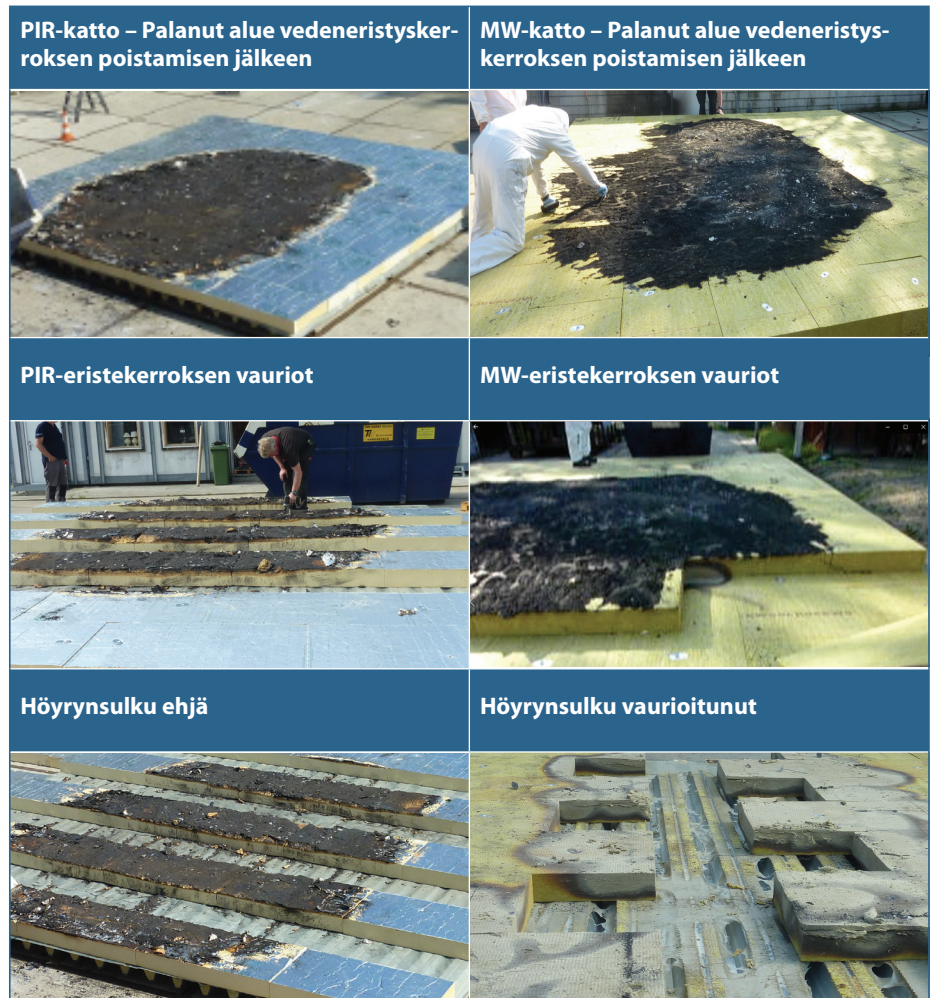 PIR-katto – Palanut alue vedeneristysker-
roksen poistamisen jälkeen
MW-katto – Palanut alue vedeneristys-
kerroksen poistamisen jälkeen
PIR-eristekerroksen vauriot
MW-eristekerroksen vauriot
Höyrynsulku ehjä
Höyrynsulku vaurioitunut